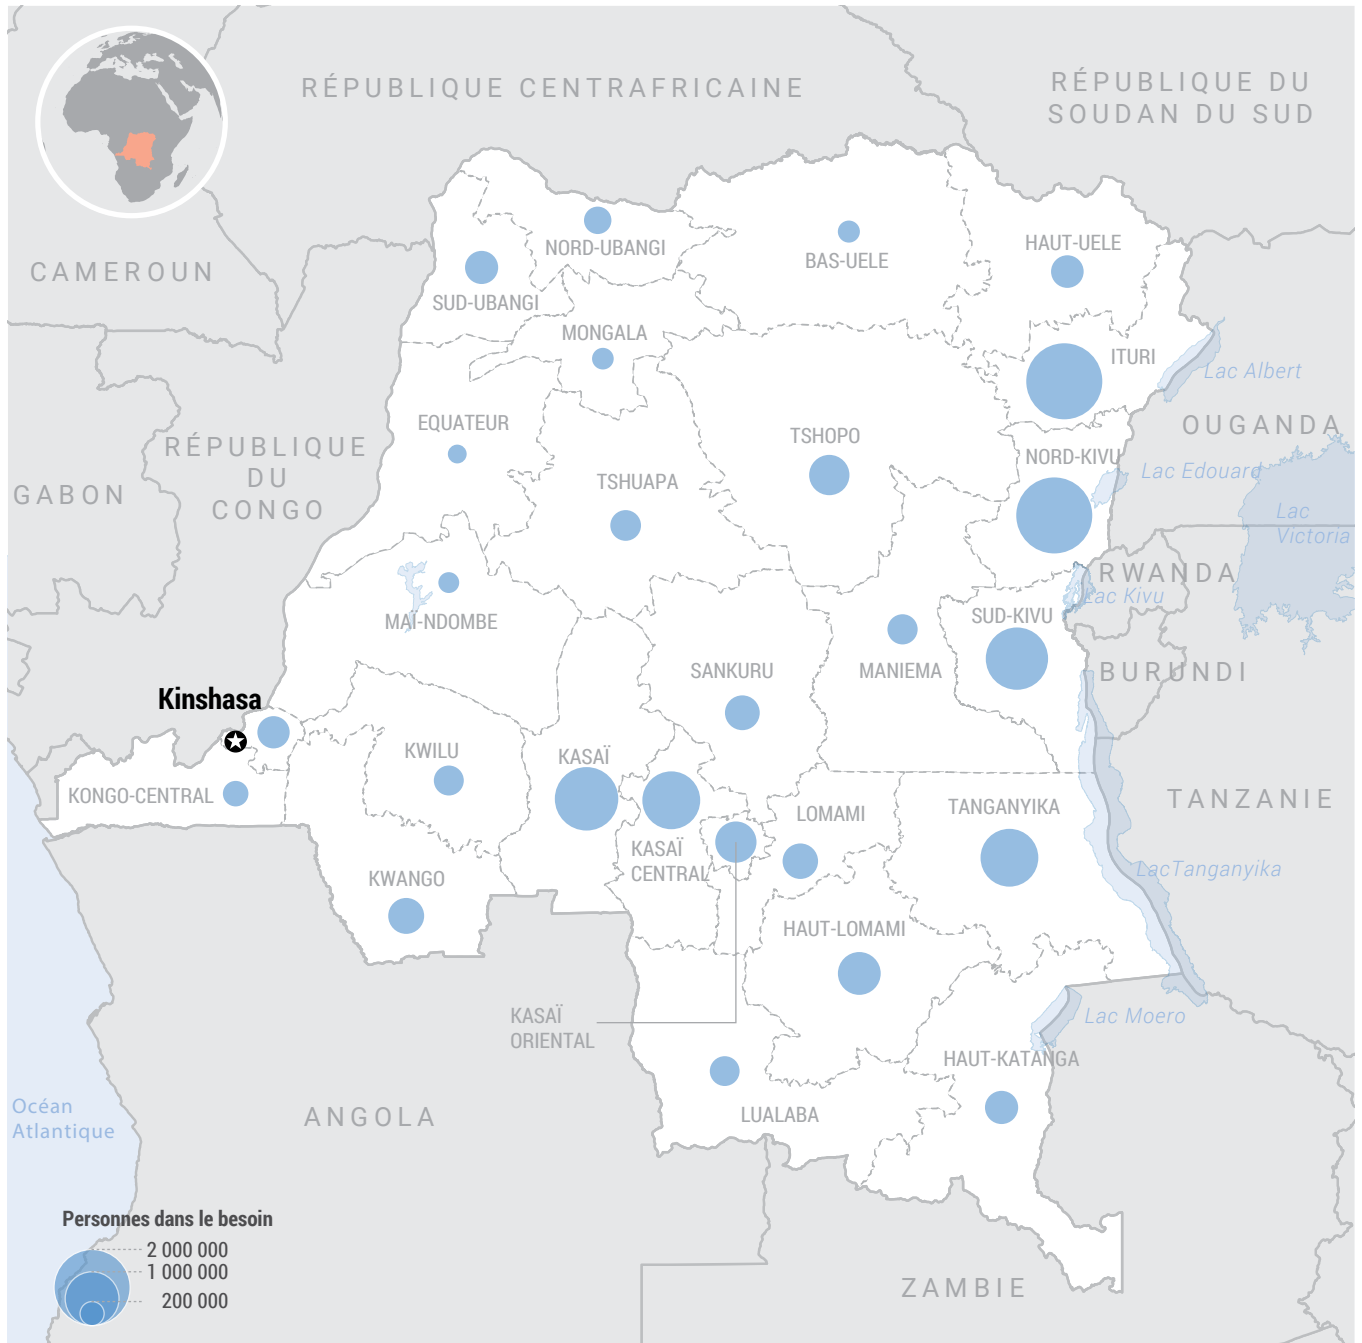 RÉPUBLIQUE CENTRAFRICAINE
RÉPUBLIQUE DU
SOUDAN DU SUD
CAMEROUN
NORD-UBANGI
BAS-UELE
HAUT-UELE
SUD-UBANGI
MONGALA
ITURI
Lac Albert
EQUATEUR
RÉPUBLIQUE
DU
CONGO
TSHOPO
OUGANDA
NORD-KIVU
Lac Edouard
GABON
TSHUAPA
Lac
Victoria
RWANDA
Lac Kivu
MAÏ-NDOMBE
SUD-KIVU
SANKURU
MANIEMA
BURUNDI
Kinshasa
KWILU
KASAÏ
KONGO-CENTRAL
LOMAMI
TANGANYIKA
TANZANIE
KASAÏ
CENTRAL
KWANGO
LacTanganyika
HAUT-LOMAMI
KASAÏ
ORIENTAL
Lac Moero
HAUT-KATANGA
Océan
Atlantique
ANGOLA
LUALABA
Personnes dans le besoin
2 000 000
1 000 000
200 000
ZAMBIE